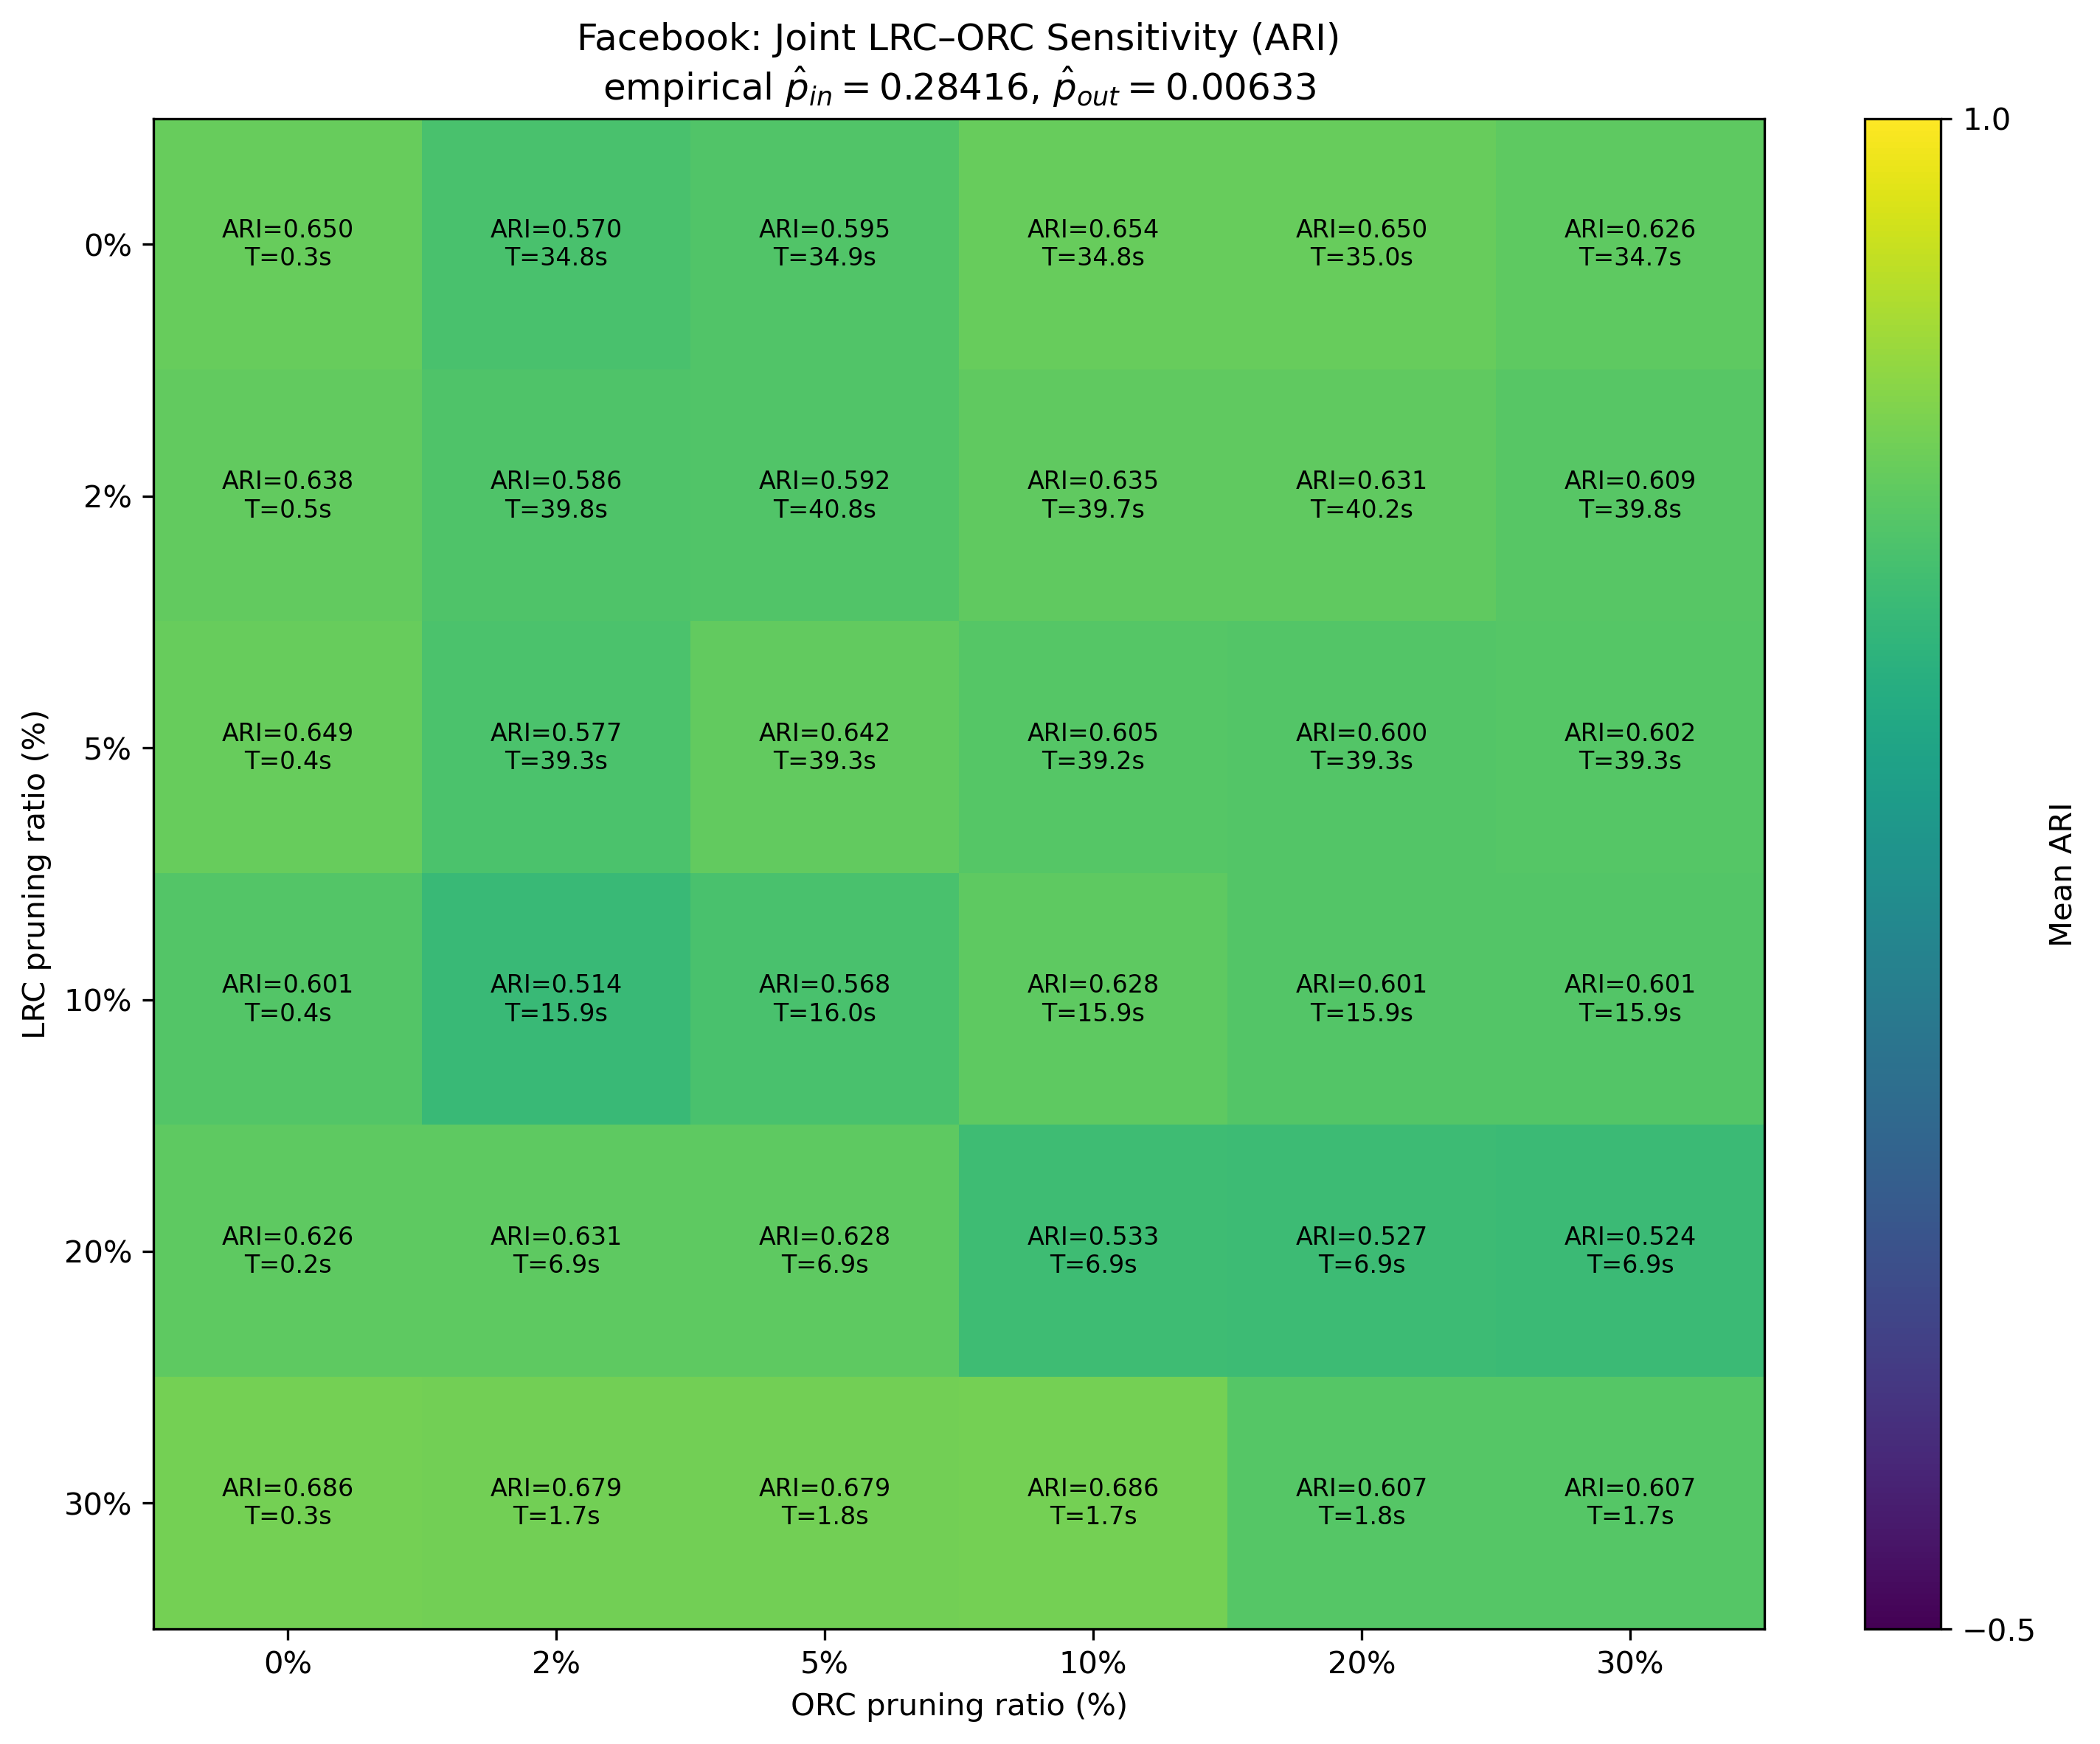 Facebook: Joint LRC–ORC Sensitivity (ARI)
empirical p̂in = 0.28416, p̂out = 0.00633
1.0
0%
ARI=0.650
T=0.3s
ARI=0.570
T=34.8s
ARI=0.595
T=34.9s
ARI=0.654
T=34.8s
ARI=0.650
T=35.0s
ARI=0.626
T=34.7s
2%
ARI=0.638
T=0.5s
ARI=0.586
T=39.8s
ARI=0.592
T=40.8s
ARI=0.635
T=39.7s
ARI=0.631
T=40.2s
ARI=0.609
T=39.8s
5%
ARI=0.649
T=0.4s
ARI=0.577
T=39.3s
ARI=0.642
T=39.3s
ARI=0.605
T=39.2s
ARI=0.600
T=39.3s
ARI=0.602
T=39.3s
10%
ARI=0.601
T=0.4s
ARI=0.514
T=15.9s
ARI=0.568
T=16.0s
ARI=0.628
T=15.9s
ARI=0.601
T=15.9s
ARI=0.601
T=15.9s
20%
ARI=0.626
T=0.2s
ARI=0.631
T=6.9s
ARI=0.628
T=6.9s
ARI=0.533
T=6.9s
ARI=0.527
T=6.9s
ARI=0.524
T=6.9s
30%
ARI=0.686
T=0.3s
ARI=0.679
T=1.7s
ARI=0.679
T=1.8s
ARI=0.686
T=1.7s
ARI=0.607
T=1.8s
ARI=0.607
T=1.7s
LRC pruning ratio (%)
Mean ARI
−0.5
0%
2%
5%
10%
20%
30%
ORC pruning ratio (%)